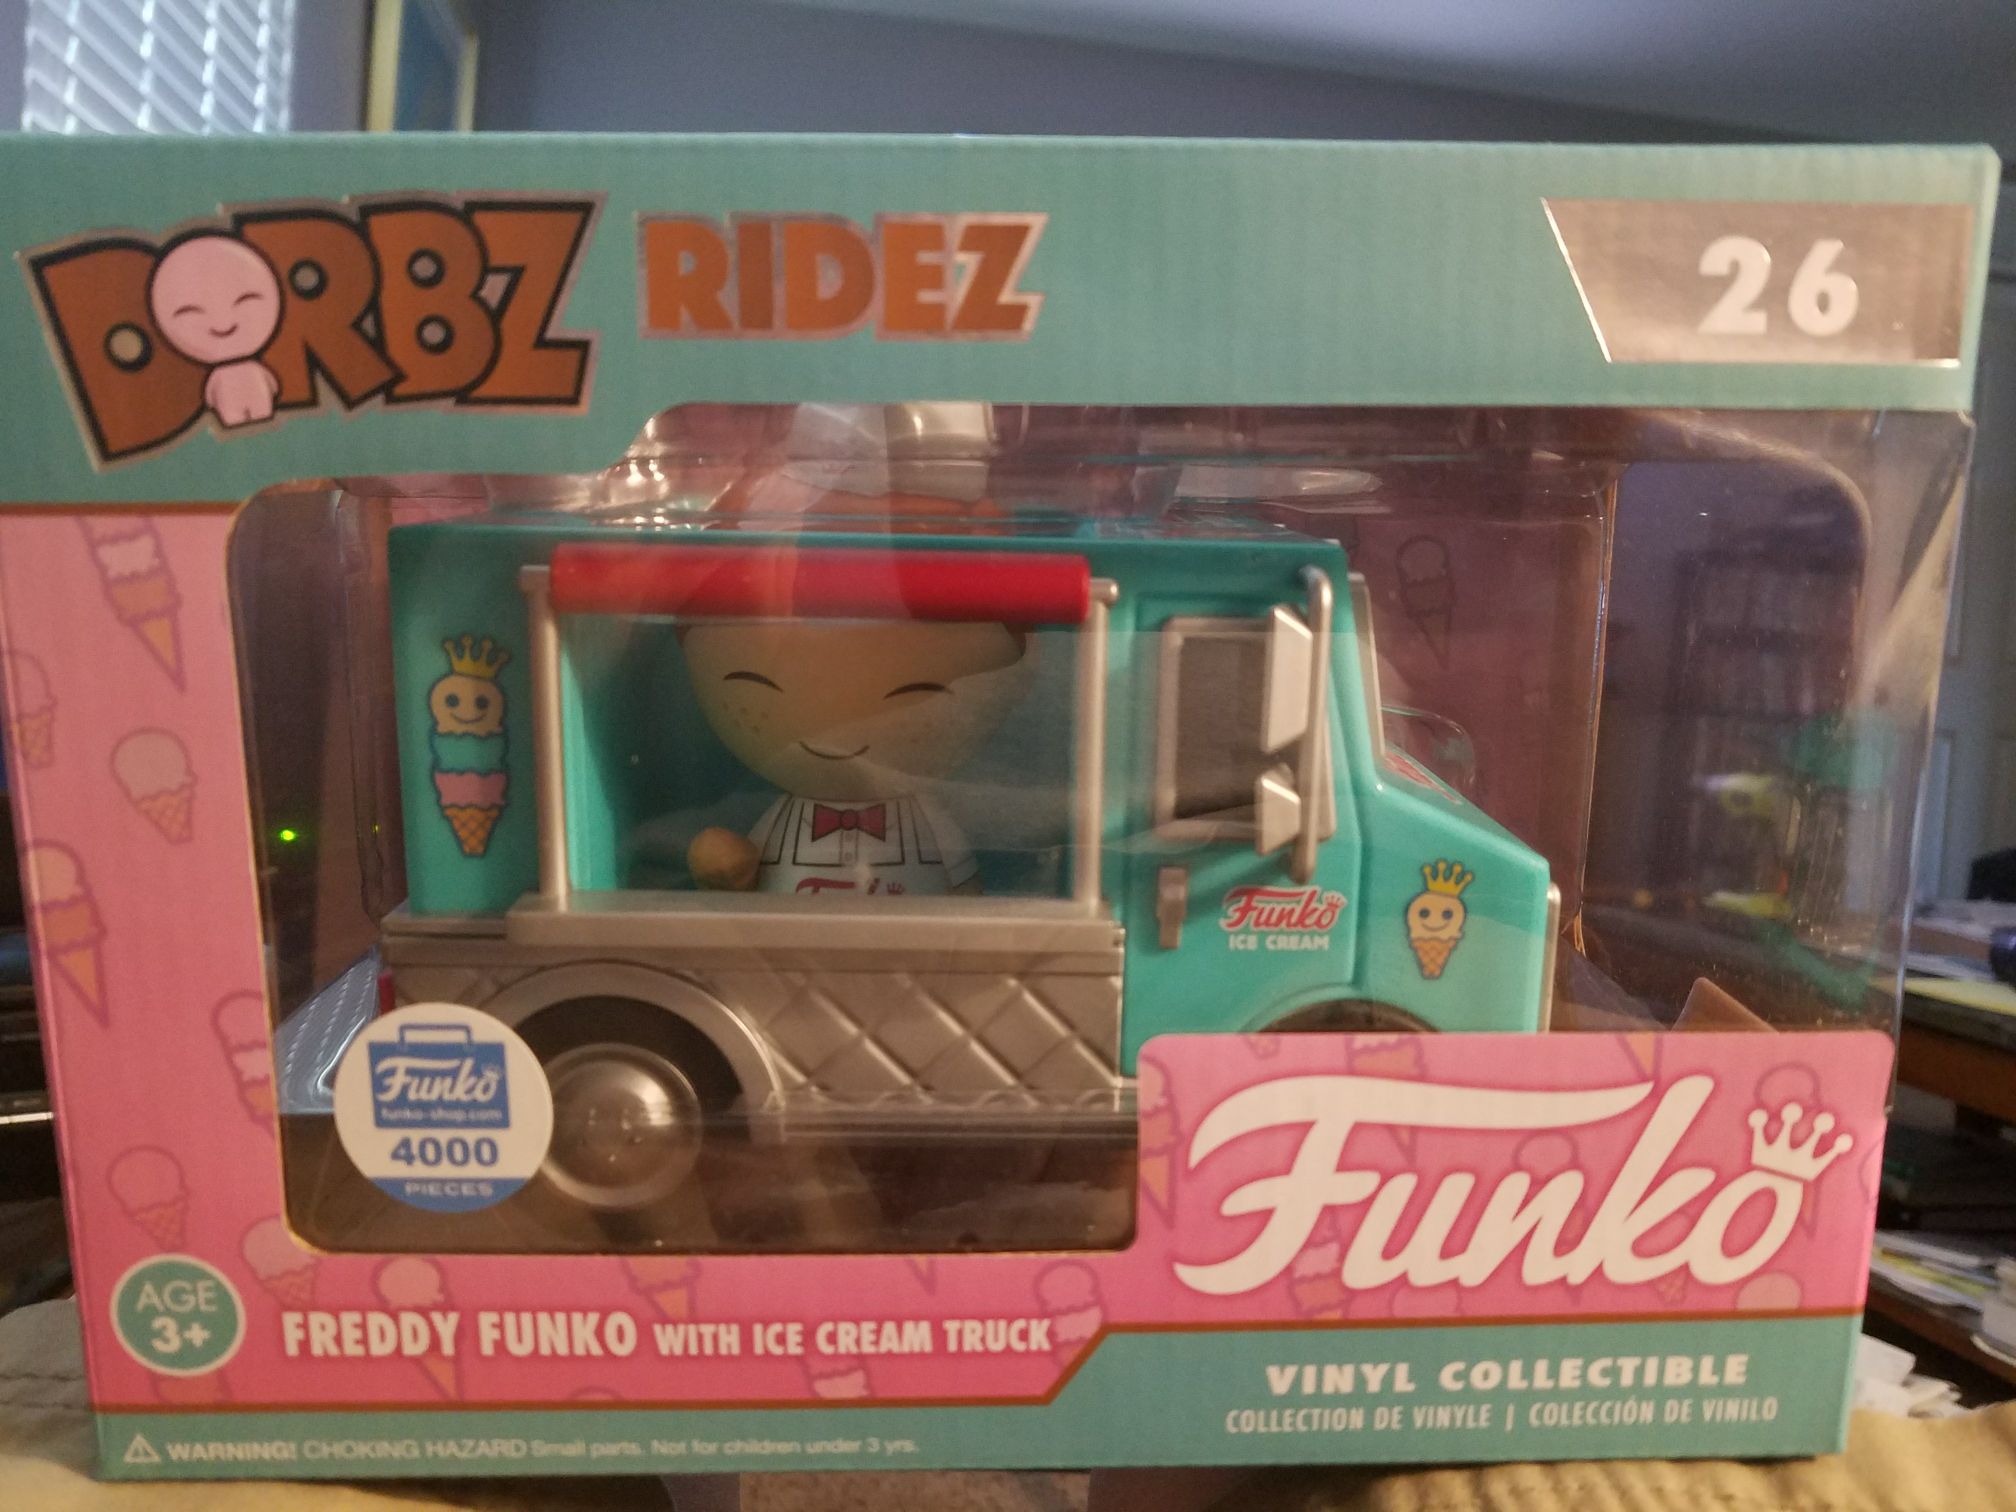 DORBZ RIDEZ
26
Funko
ICE CREAM
Funko
funko-shop.com
4000
PIECES
Funko
AGE
3+
FREDDY FUNKO WITH ICE CREAM TRUCK
VINYL COLLECTIBLE
COLLECTION DE VINYLE | COLECCIÓN DE VINILO
WARNING! CHOKING HAZARD Small parts. Not for children under 3 yrs.